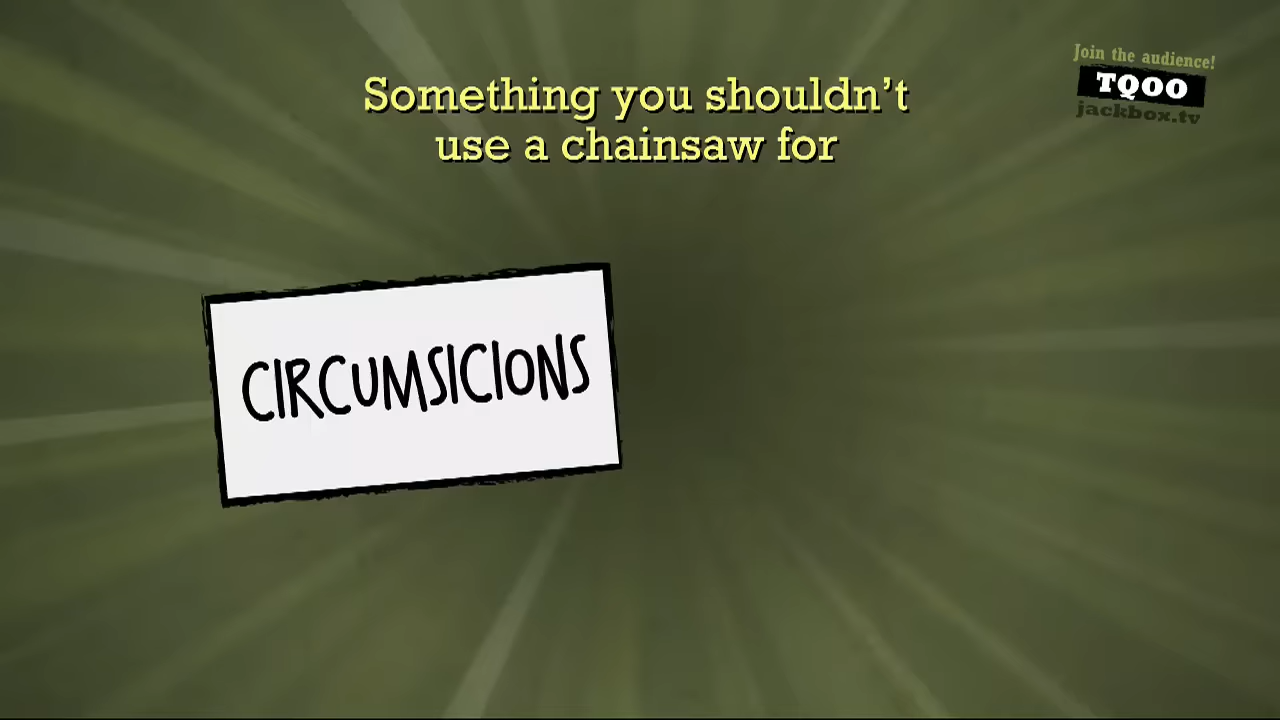 Something you shouldn't
use a chainsaw for
Join the audience!
TQOO
jackbox.tv
CIRCUMSICIONS